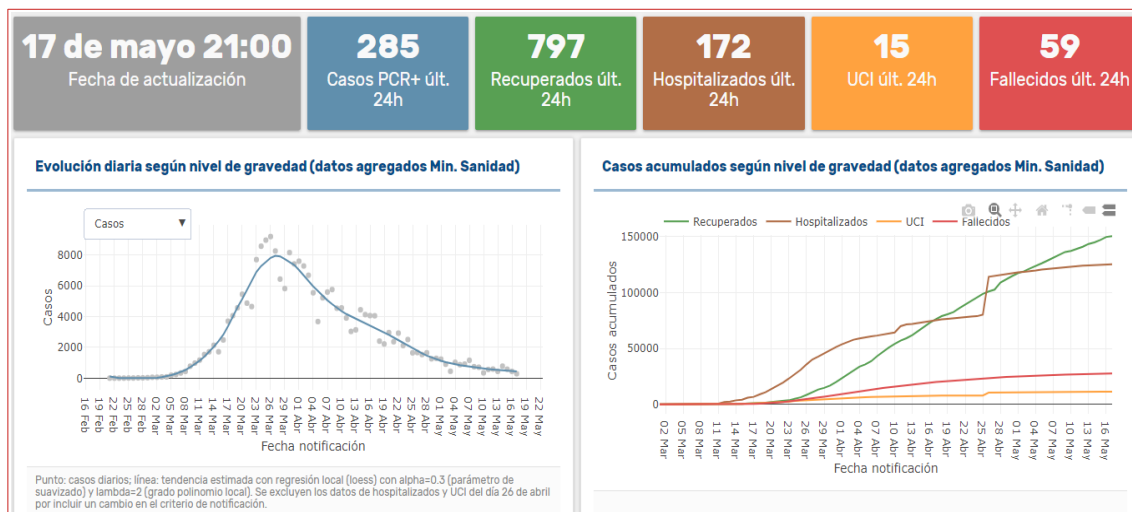 17 de mayo 21:00
Fecha de actualización
285
Casos PCR+ últ.
24h
797
Recuperados últ.
24h
172
Hospitalizados últ.
24h
15
UCI últ. 24h
59
Fallecidos últ. 24h
Evolución diaria según nivel de gravedad (datos agregados Min. Sanidad)
Casos
8000
6000
4000
2000
0
Casos
16 Feb
19 Feb
22 Feb
25 Feb
28 Feb
02 Mar
05 Mar
08 Mar
11 Mar
14 Mar
17 Mar
20 Mar
23 Mar
26 Mar
29 Mar
01 Abr
04 Abr
07 Abr
10 Abr
13 Abr
16 Abr
19 Abr
22 Abr
25 Abr
28 Abr
01 May
04 May
07 May
10 May
13 May
16 May
19 May
22 May
Fecha notificación
Punto: casos diarios; línea: tendencia estimada con regresión local (loess) con alpha=0.3 (parámetro de
suavizado) y lambda=2 (grado polinomio local). Se excluyen los datos de hospitalizados y UCI del día 26 de abril
por incluir un cambio en el criterio de notificación.
Casos acumulados según nivel de gravedad (datos agregados Min. Sanidad)
Recuperados
Hospitalizados
UCI
Fallecidos
150000
100000
50000
0
Casos acumulados
02 Mar
05 Mar
08 Mar
11 Mar
14 Mar
17 Mar
20 Mar
23 Mar
26 Mar
29 Mar
01 Abr
04 Abr
07 Abr
10 Abr
13 Abr
16 Abr
19 Abr
22 Abr
25 Abr
28 Abr
01 May
04 May
07 May
10 May
13 May
16 May
Fecha notificación